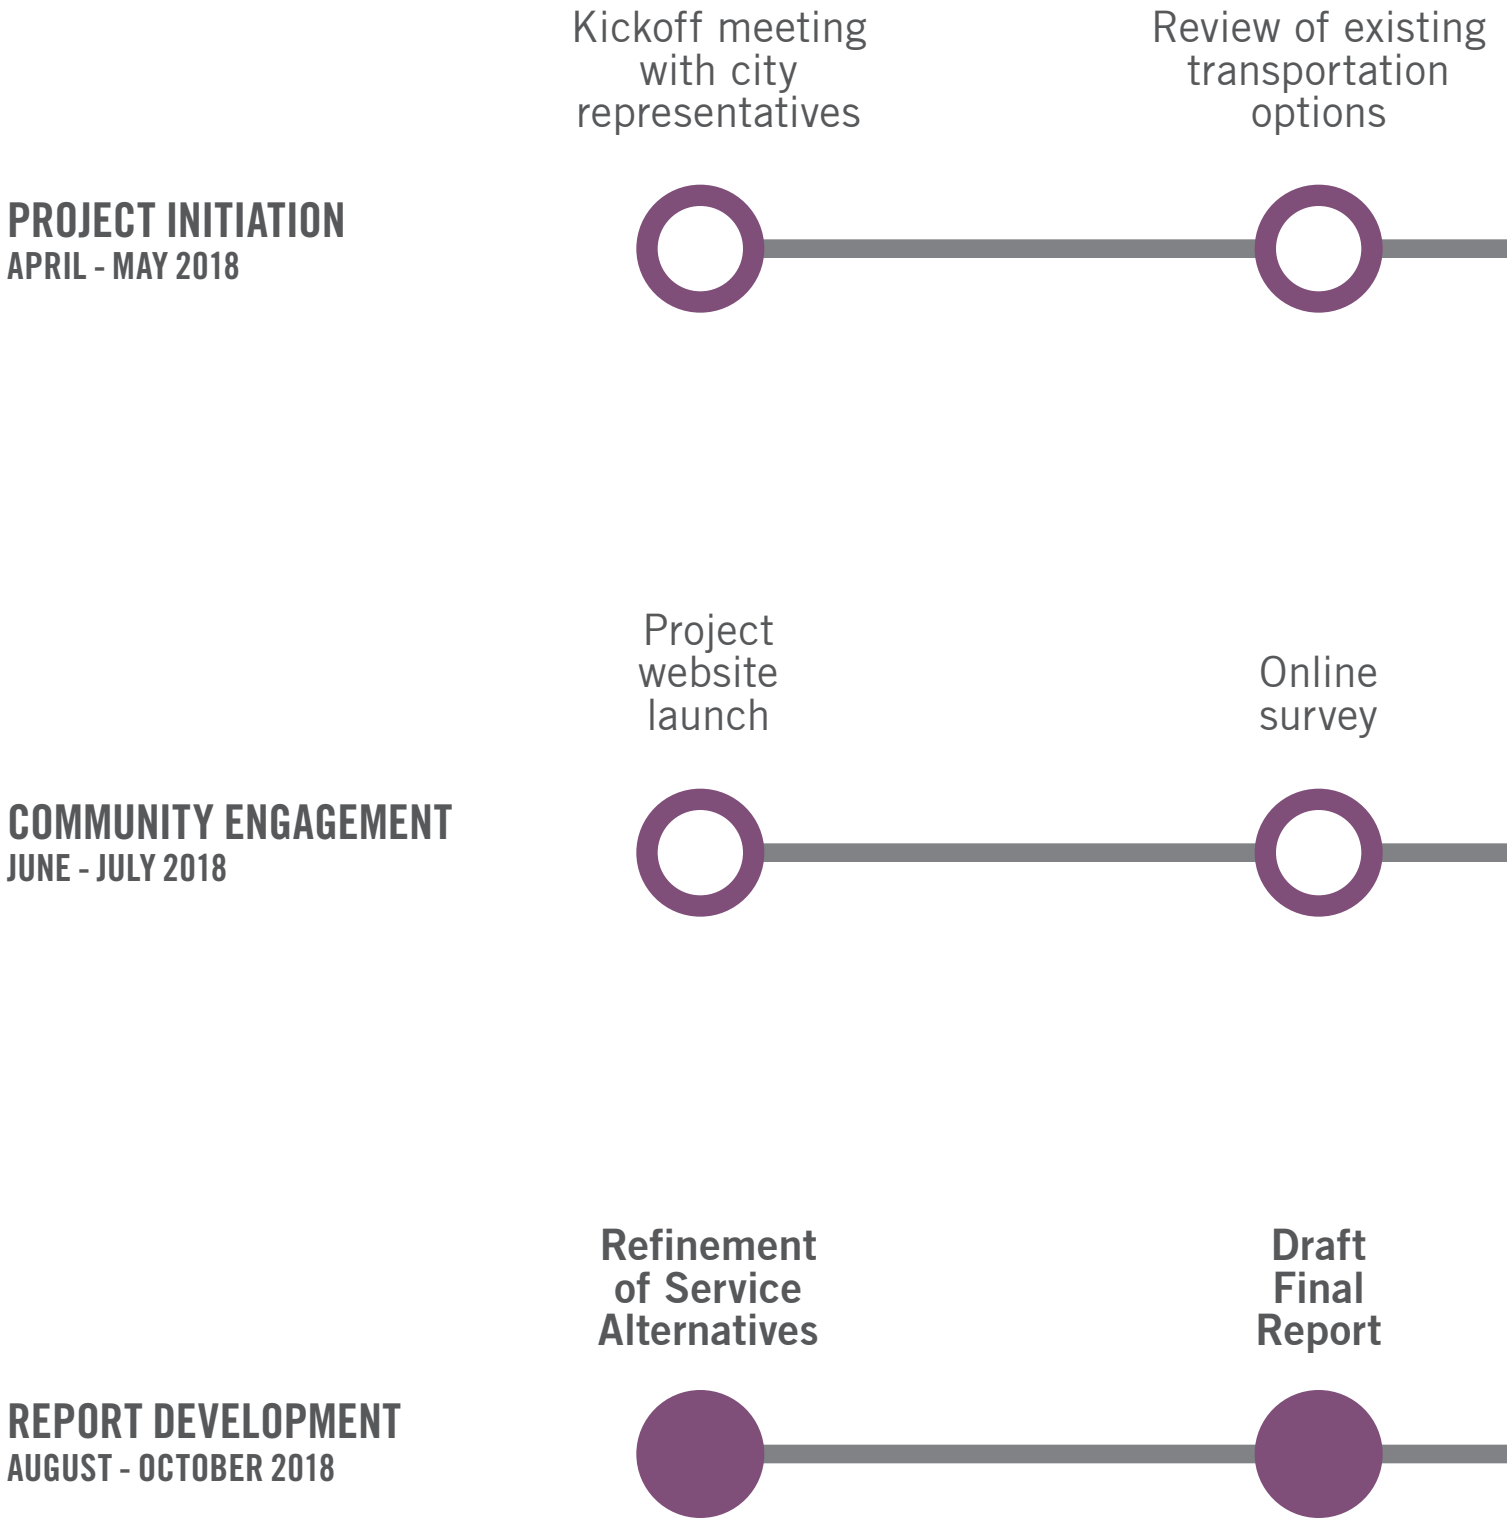 Kickoff meeting
with city
representatives
Review of existing
transportation
options
PROJECT INITIATION
APRIL - MAY 2018
Project
website
launch
Online
survey
COMMUNITY ENGAGEMENT
JUNE - JULY 2018
Refinement
of Service
Alternatives
Draft
Final
Report
REPORT DEVELOPMENT
AUGUST - OCTOBER 2018